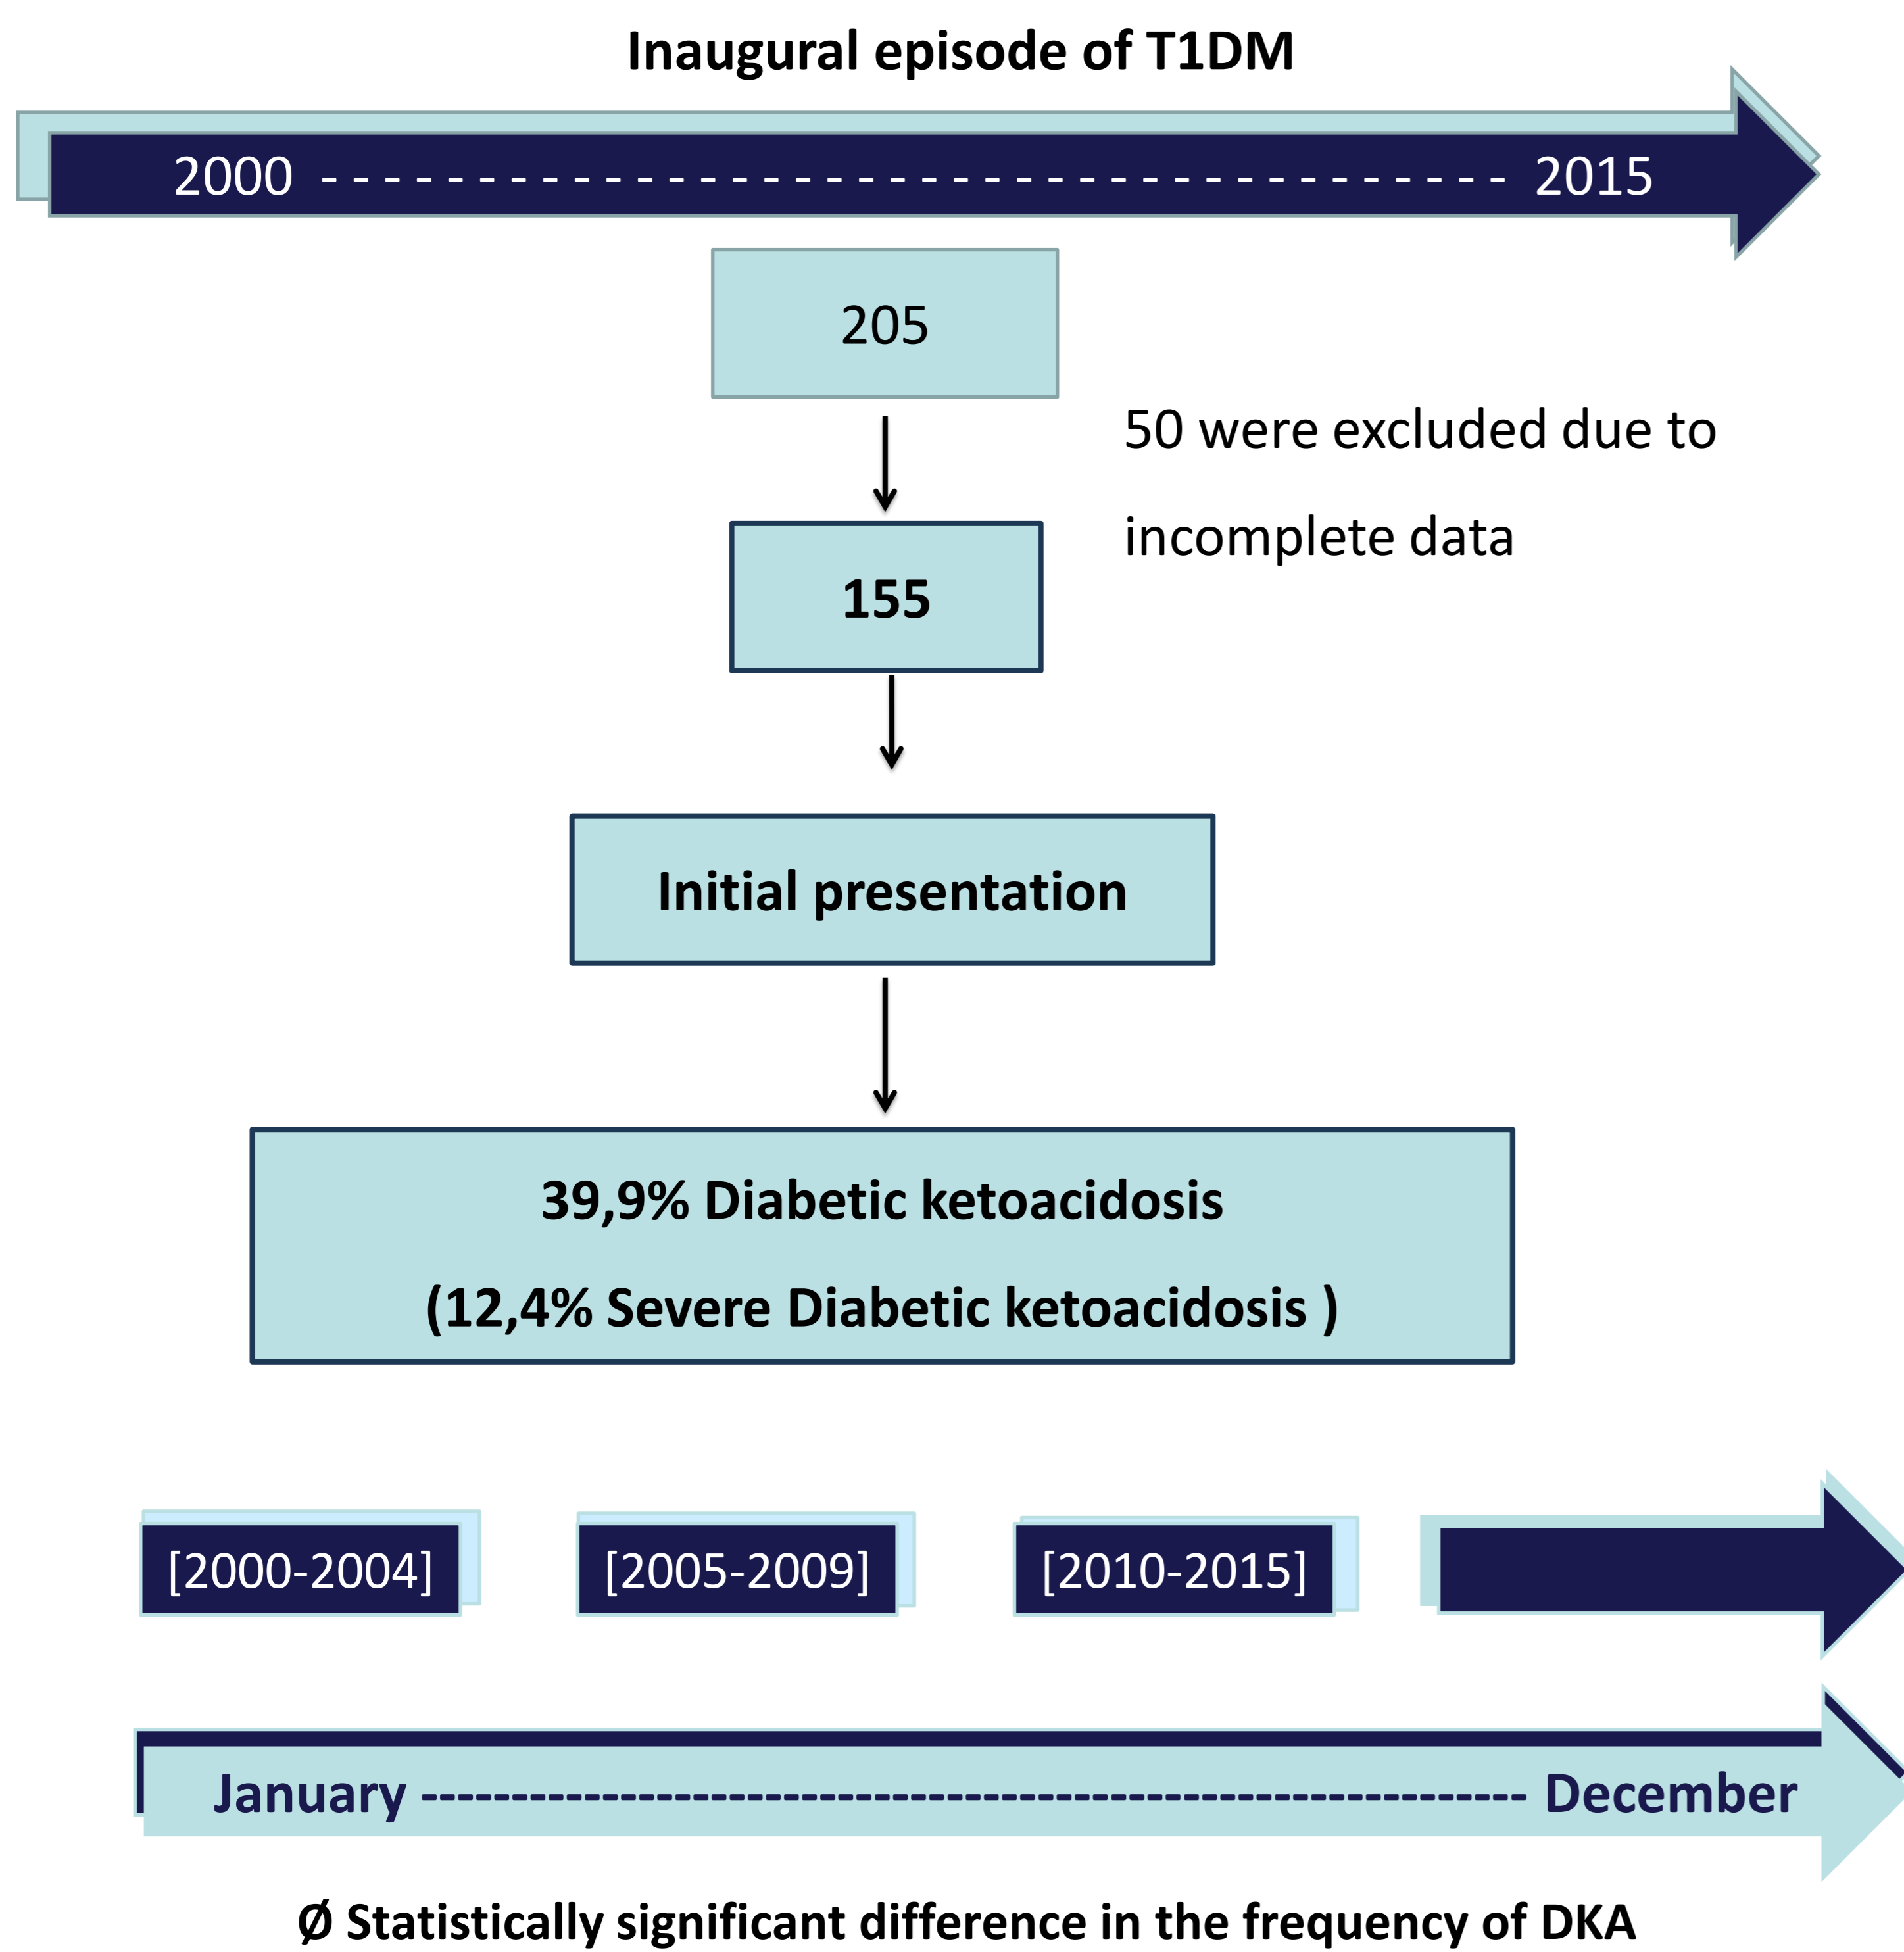 Inaugural episode of T1DM
2000 - - - - - - - - - - - - - - - - - - - - - - - - - - - - - - - - - - - - - - 2015
205
50 were excluded due to
incomplete data
155
Initial presentation
39,9% Diabetic ketoacidosis
(12,4% Severe Diabetic ketoacidosis )
[2000-2004] [2005-2009] [2010-2015]
January -------------------------------------------------------------------------------------------- December
Ø Statistically significant difference in the frequency of DKA